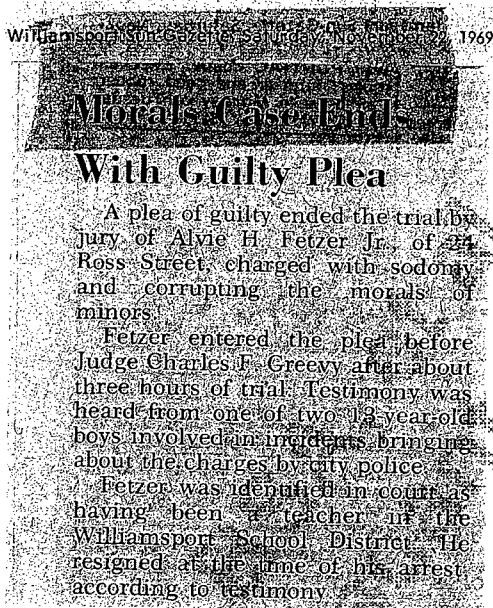 Williamsport Sun-Gazette Saturday, November 22, 1969
Morals Case Ends
With Guilty Plea
A plea of guilty ended the trial by
jury of Alvie H. Fetzer Jr., of 24
Ross Street, charged with sodomy
and corrupting the morals of
minors.
Fetzer entered the plea before
Judge Charles F. Greevy after about
three hours of trial. Testimony was
heard from one of two 13-year-old
boys involved in incidents bringing
about the charges by city police.
Fetzer was identified in court as
having been a teacher in the
Williamsport School District. He
resigned at the time of his arrest,
according to testimony.